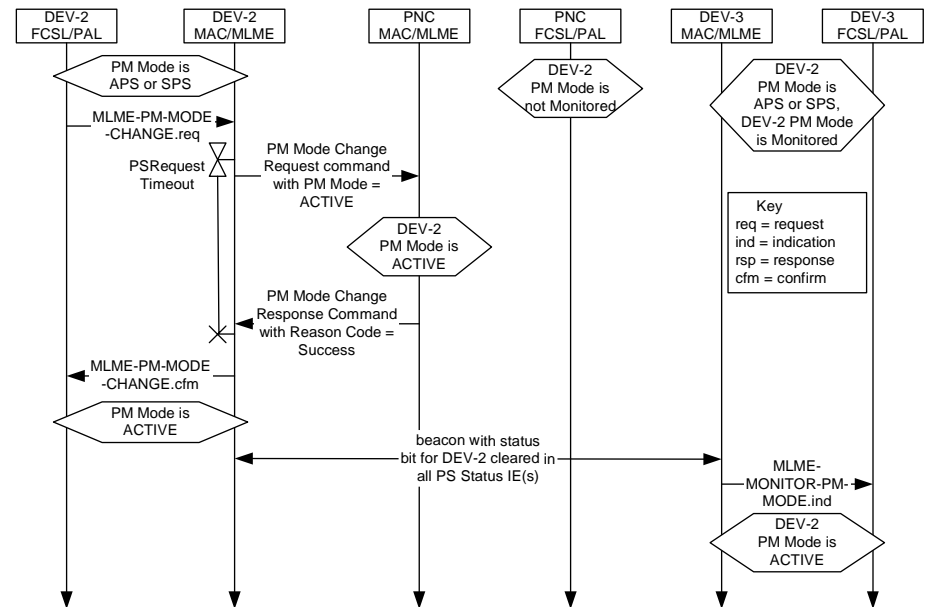 DEV-2
FCSL/PAL
DEV-2
MAC/MLME
PNC
MAC/MLME
PNC
FCSL/PAL
DEV-3
MAC/MLME
DEV-3
FCSL/PAL
PM Mode is
APS or SPS
DEV-2
PM Mode is
not Monitored
DEV-2
PM Mode is
APS or SPS,
DEV-2 PM Mode
is Monitored
MLME-PM-MODE
-CHANGE.req
PSRequest
Timeout
PM Mode Change
Request command
with PM Mode =
ACTIVE
Key
req = request
ind = indication
rsp = response
cfm = confirm
DEV-2
PM Mode is
ACTIVE
PM Mode Change
Response Command
with Reason Code =
Success
MLME-PM-MODE
-CHANGE.cfm
PM Mode is
ACTIVE
beacon with status
bit for DEV-2 cleared in
all PS Status IE(s)
MLME-
MONITOR-PM-
MODE.ind
DEV-2
PM Mode is
ACTIVE